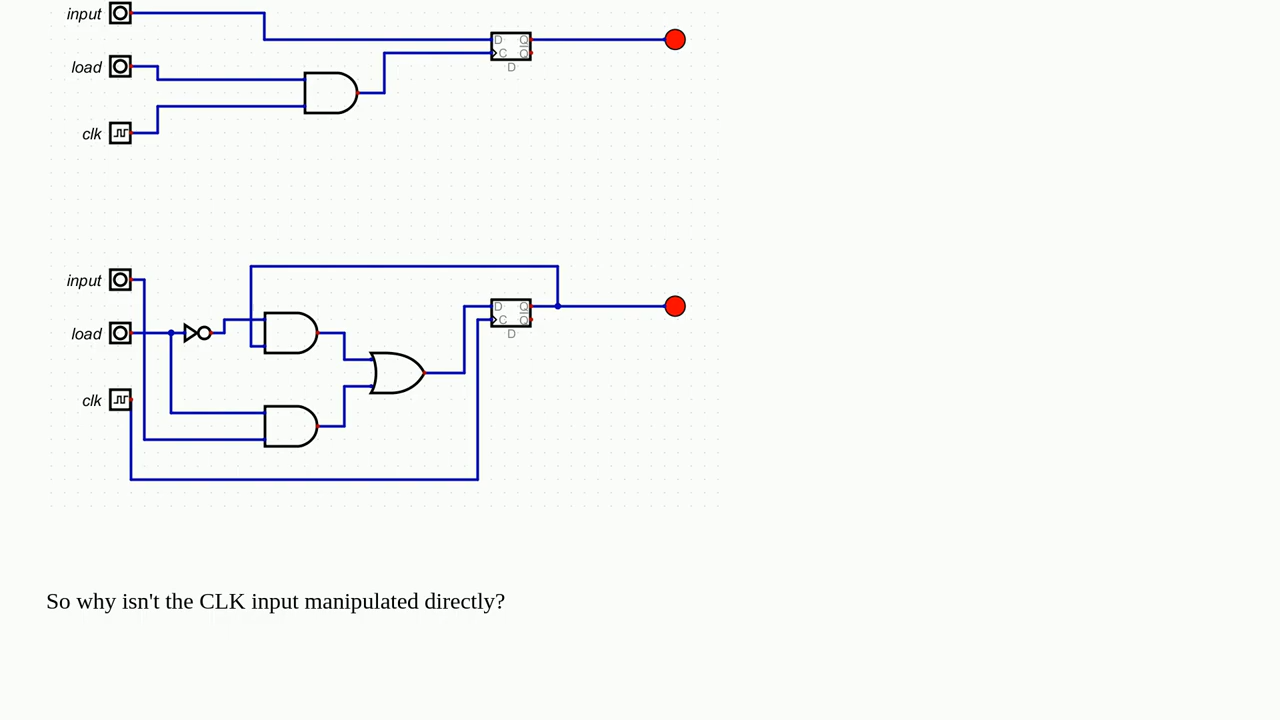 input
D Q
load
C Q
D
clk
input
D Q
load
C Q
D
clk
So why isn't the CLK input manipulated directly?